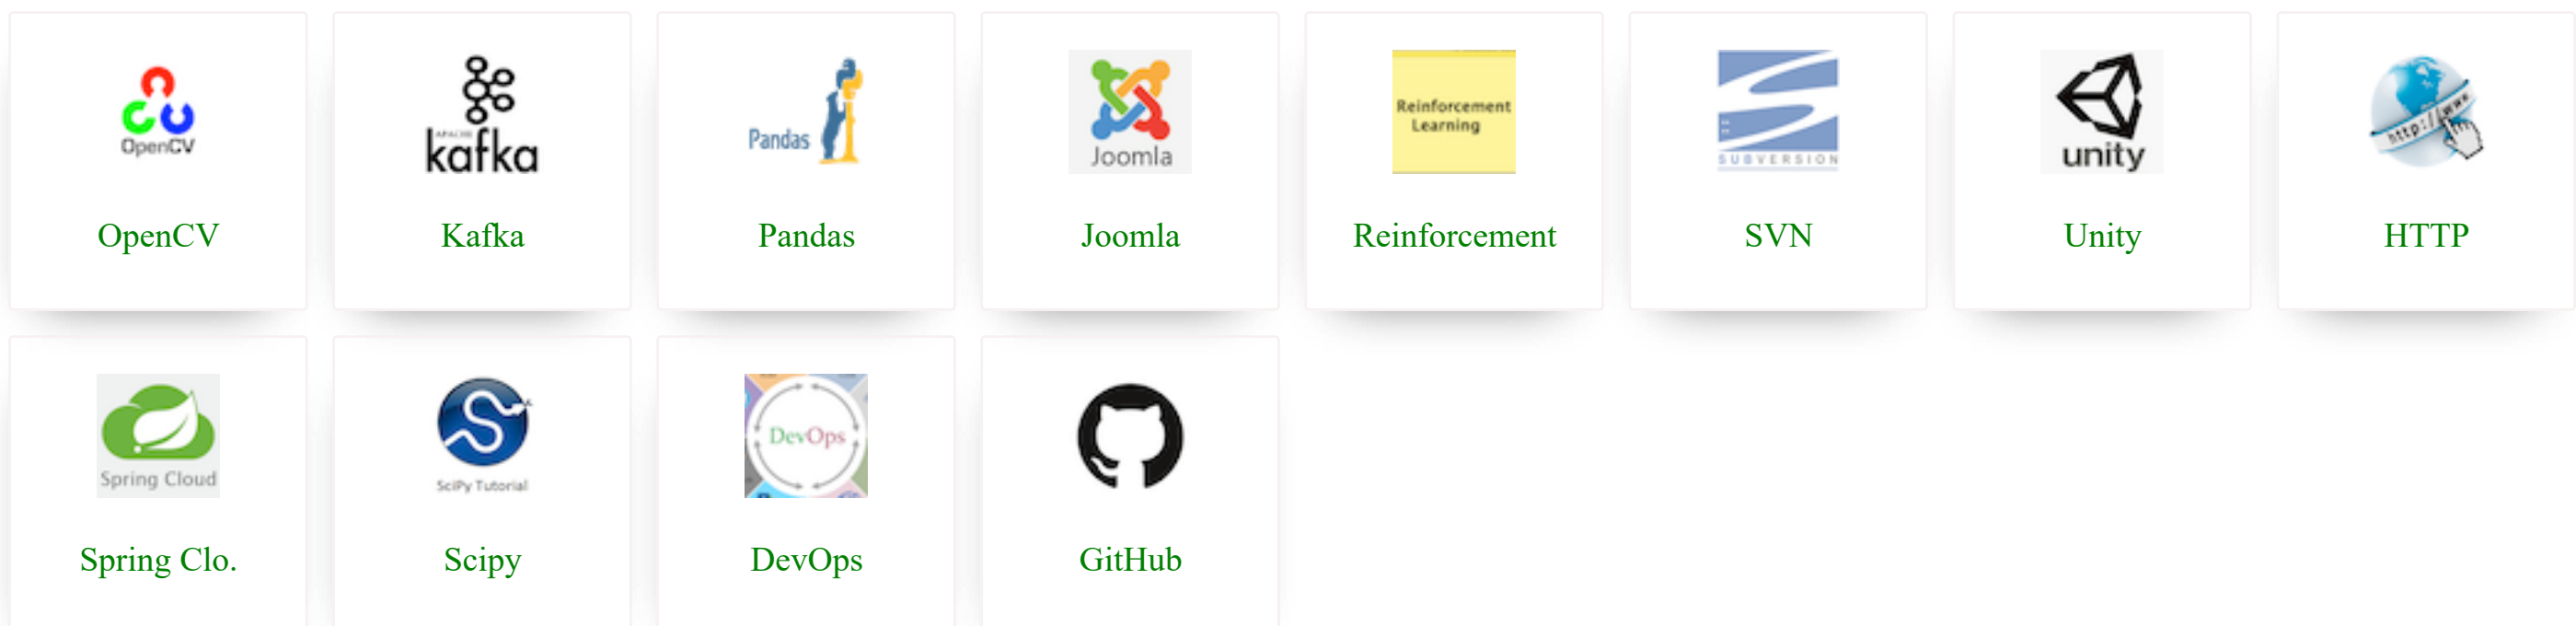 OpenCV
APACHE
kafka
Pandas
Joomla
Reinforcement
Learning
SUBVERSION
unity
http://www
OpenCV
Kafka
Pandas
Joomla
Reinforcement
SVN
Unity
HTTP
Spring Cloud
SciPy Tutorial
DevOps
Spring Clo.
Scipy
DevOps
GitHub